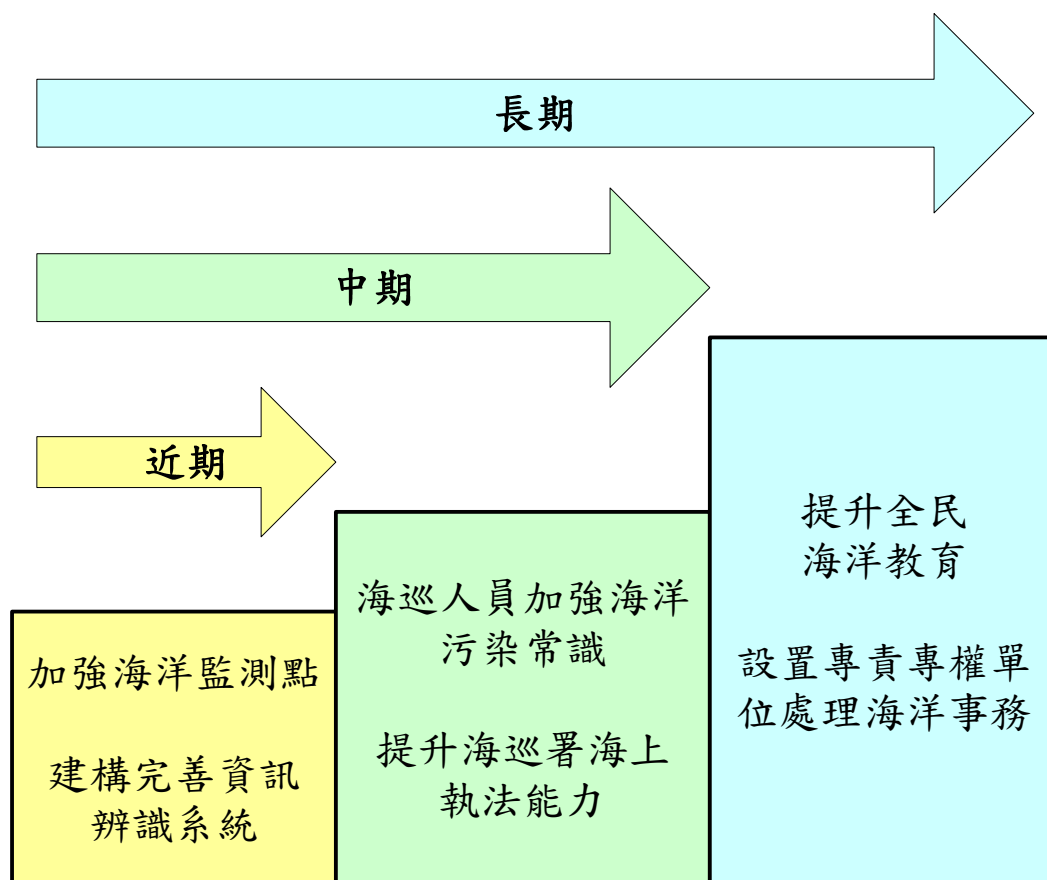 長期
中期
近期
加強海洋監測點
建構完善資訊
辨識系統
海巡人員加強海洋
污染常識
提升海巡署海上
執法能力
提升全民
海洋教育
設置專責專權單
位處理海洋事務